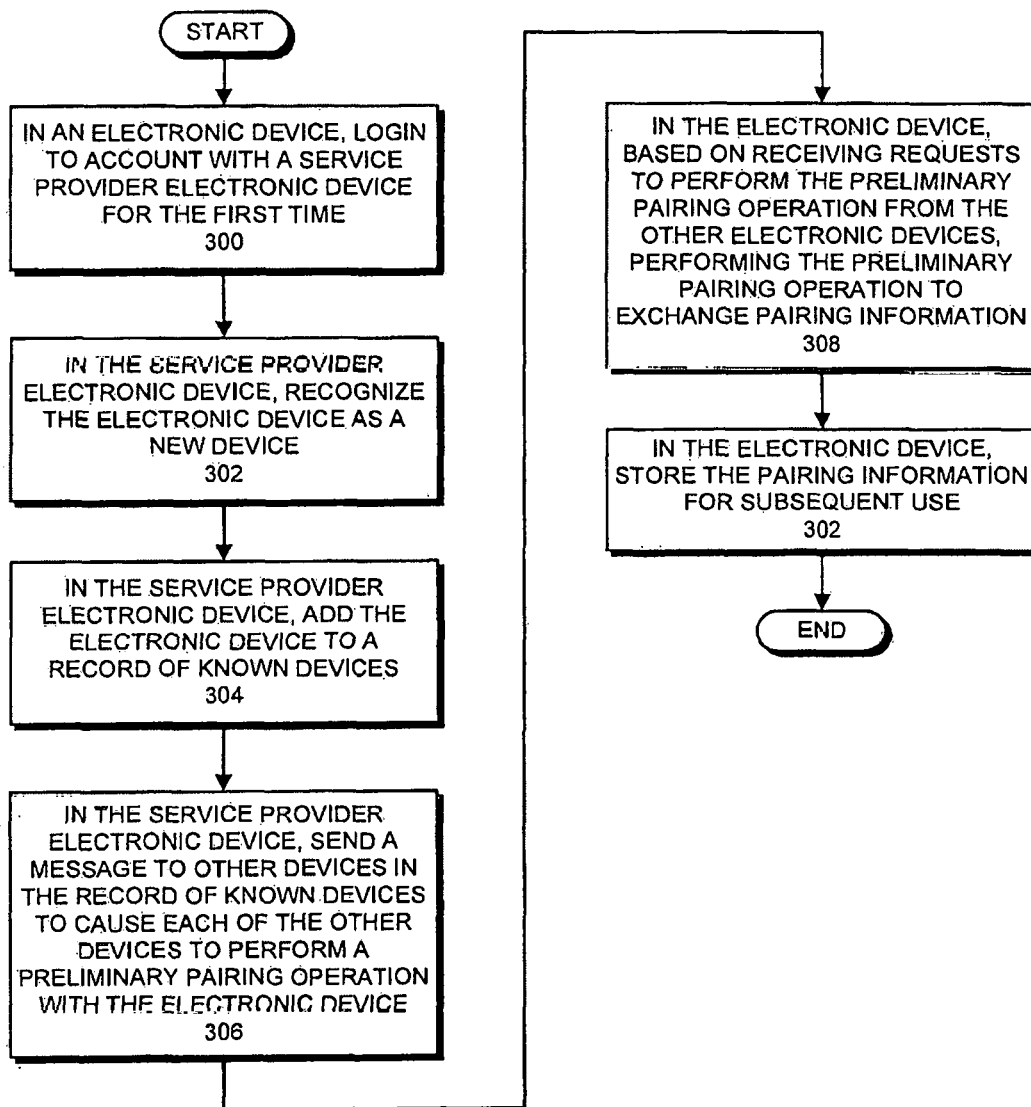 START
IN AN ELECTRONIC DEVICE, LOGIN
TO ACCOUNT WITH A SERVICE
PROVIDER ELECTRONIC DEVICE
FOR THE FIRST TIME
300
IN THE SERVICE PROVIDER
ELECTRONIC DEVICE, RECOGNIZE
THE ELECTRONIC DEVICE AS A
NEW DEVICE
302
IN THE SERVICE PROVIDER
ELECTRONIC DEVICE, ADD THE
ELECTRONIC DEVICE TO A
RECORD OF KNOWN DEVICES
304
IN THE SERVICE PROVIDER
ELECTRONIC DEVICE, SEND A
MESSAGE TO OTHER DEVICES IN
THE RECORD OF KNOWN DEVICES
TO CAUSE EACH OF THE OTHER
DEVICES TO PERFORM A
PRELIMINARY PAIRING OPERATION
WITH THE ELECTRONIC DEVICE
306
IN THE ELECTRONIC DEVICE,
BASED ON RECEIVING REQUESTS
TO PERFORM THE PRELIMINARY
PAIRING OPERATION FROM THE
OTHER ELECTRONIC DEVICES,
PERFORMING THE PRELIMINARY
PAIRING OPERATION TO
EXCHANGE PAIRING INFORMATION
308
IN THE ELECTRONIC DEVICE,
STORE THE PAIRING INFORMATION
FOR SUBSEQUENT USE
302
END